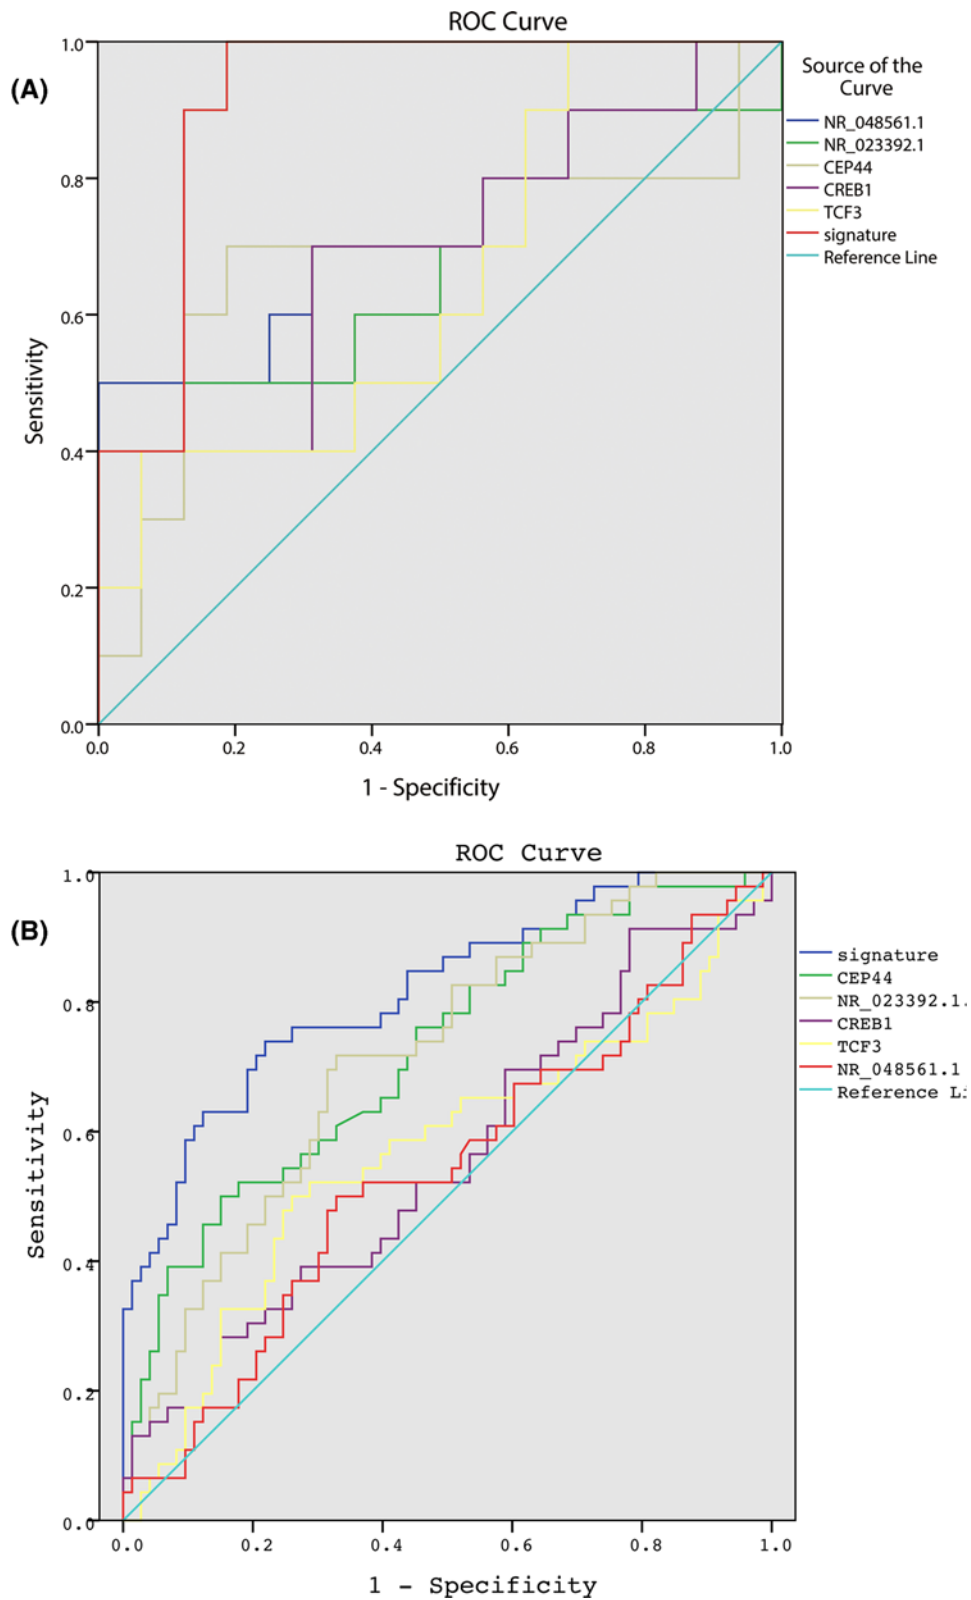 ROC Curve
(A)
Source of the
Curve
NR_048561.1
NR_023392.1
CEP44
CREB1
TCF3
signature
Reference Line
Sensitivity
1.0
0.8
0.6
0.4
0.2
0.0
0.0 0.2 0.4 0.6 0.8 1.0
1 - Specificity
ROC Curve
(B)
signature
CEP44
NR_023392.1.
CREB1
TCF3
NR_048561.1
Reference Li
Sensitivity
1.0
0.8
0.6
0.4
0.2
0.0
0.0 0.2 0.4 0.6 0.8 1.0
1 - Specificity